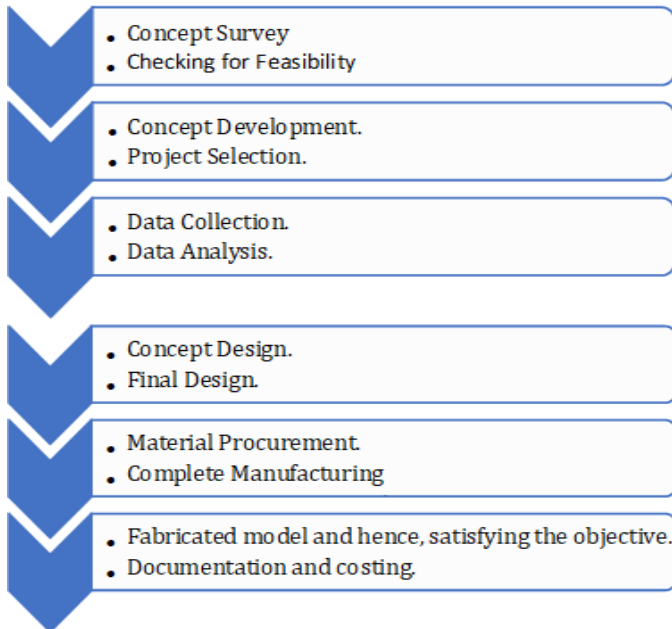 • Concept Survey
• Checking for Feasibility
• Concept Development.
• Project Selection.
• Data Collection.
• Data Analysis.
• Concept Design.
• Final Design.
• Material Procurement.
• Complete Manufacturing
• Fabricated model and hence, satisfying the objective.
• Documentation and costing.